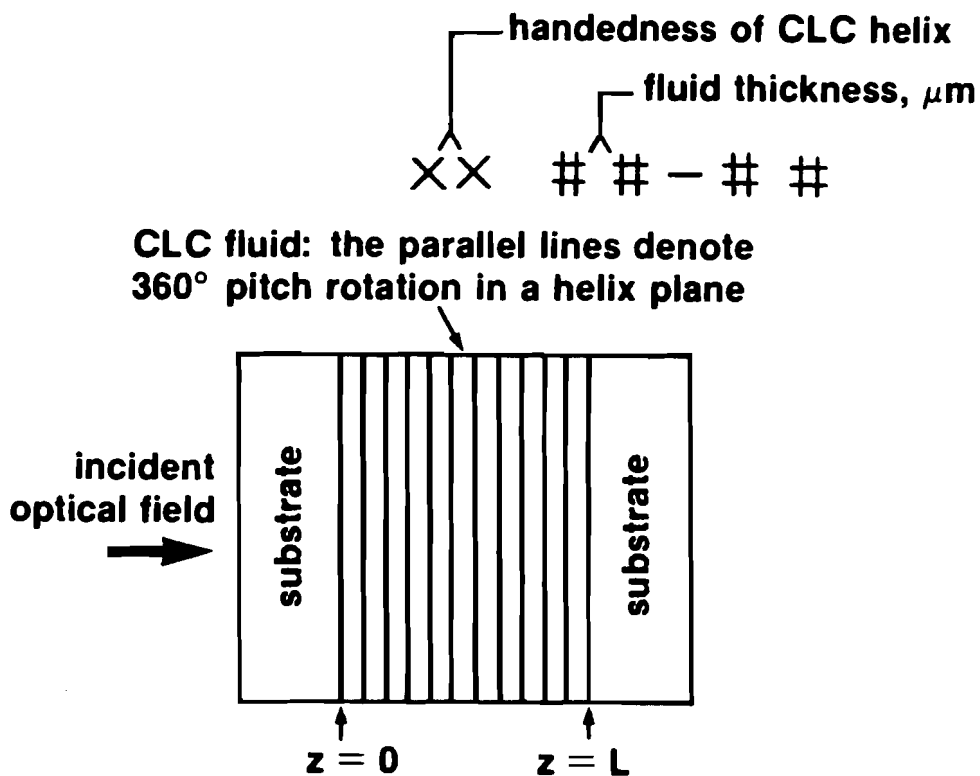 handedness of CLC helix
fluid thickness, μm
XX ## – ##
CLC fluid: the parallel lines denote
360° pitch rotation in a helix plane
incident
optical field
substrate
substrate
z = 0
z = L